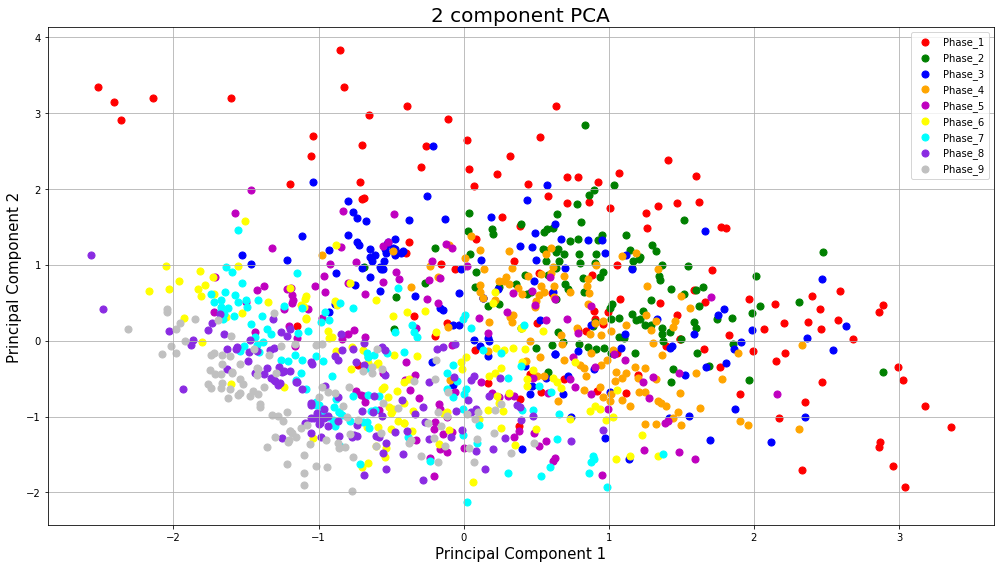 2 component PCA
Principal Component 2
4
3
2
1
0
−1
−2
Phase_1
Phase_2
Phase_3
Phase_4
Phase_5
Phase_6
Phase_7
Phase_8
Phase_9
−2
−1
0
1
2
3
Principal Component 1